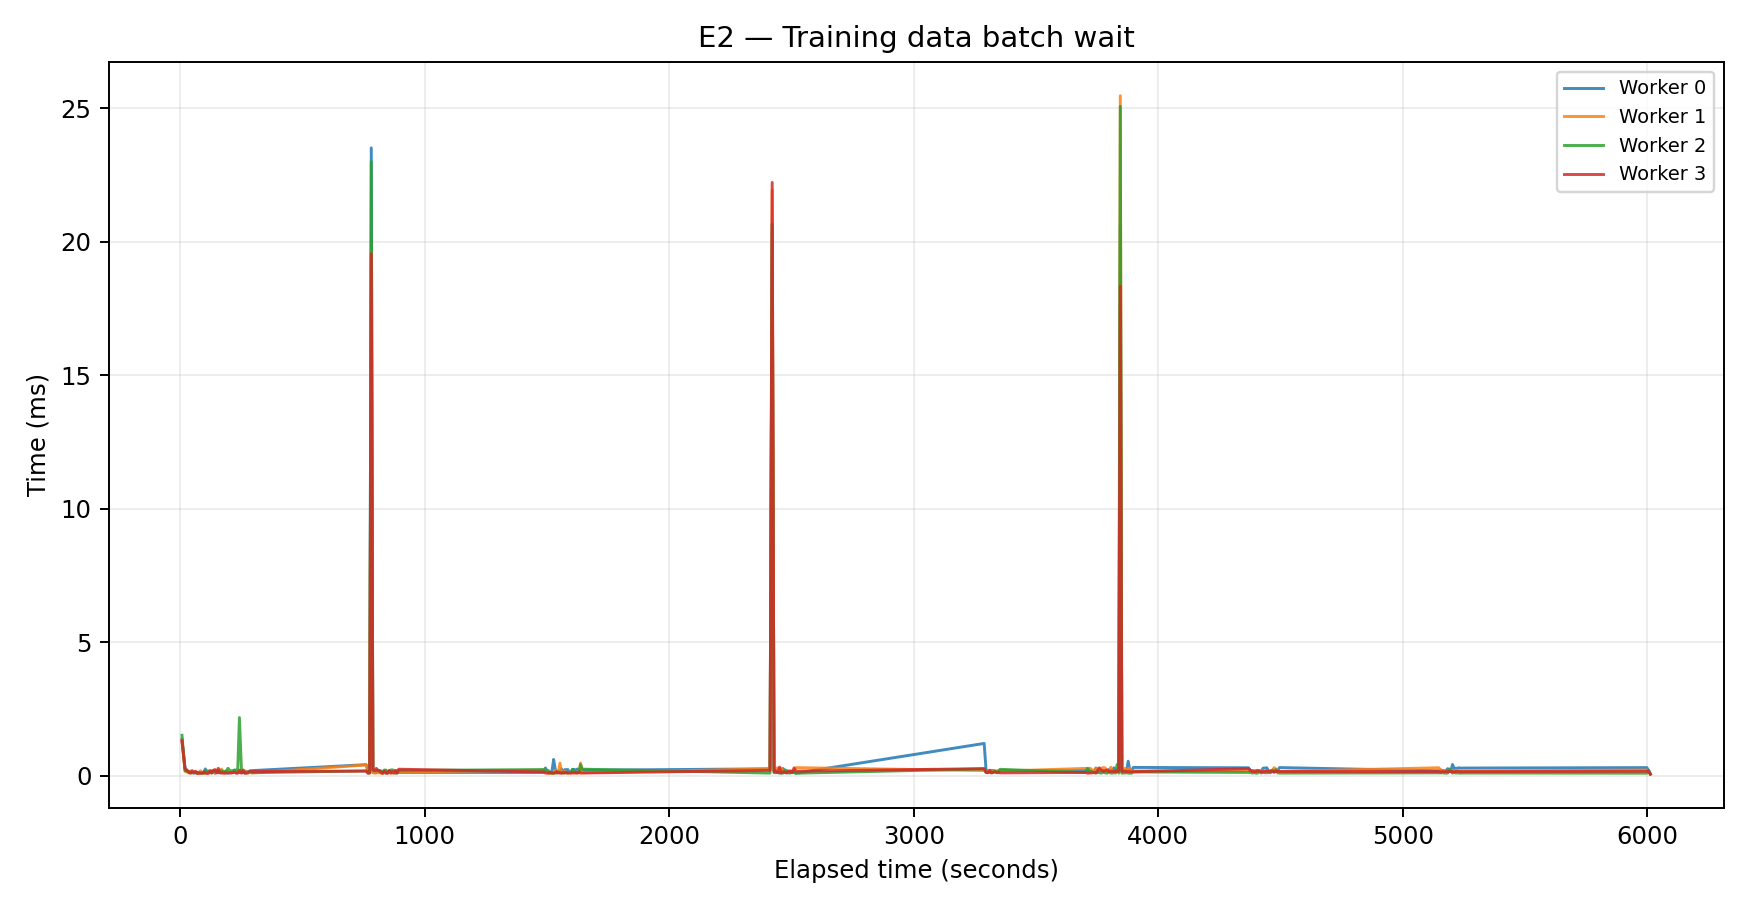 E2 — Training data batch wait
Time (ms)
25
20
15
10
5
0
Worker 0
Worker 1
Worker 2
Worker 3
0 1000 2000 3000 4000 5000 6000
Elapsed time (seconds)